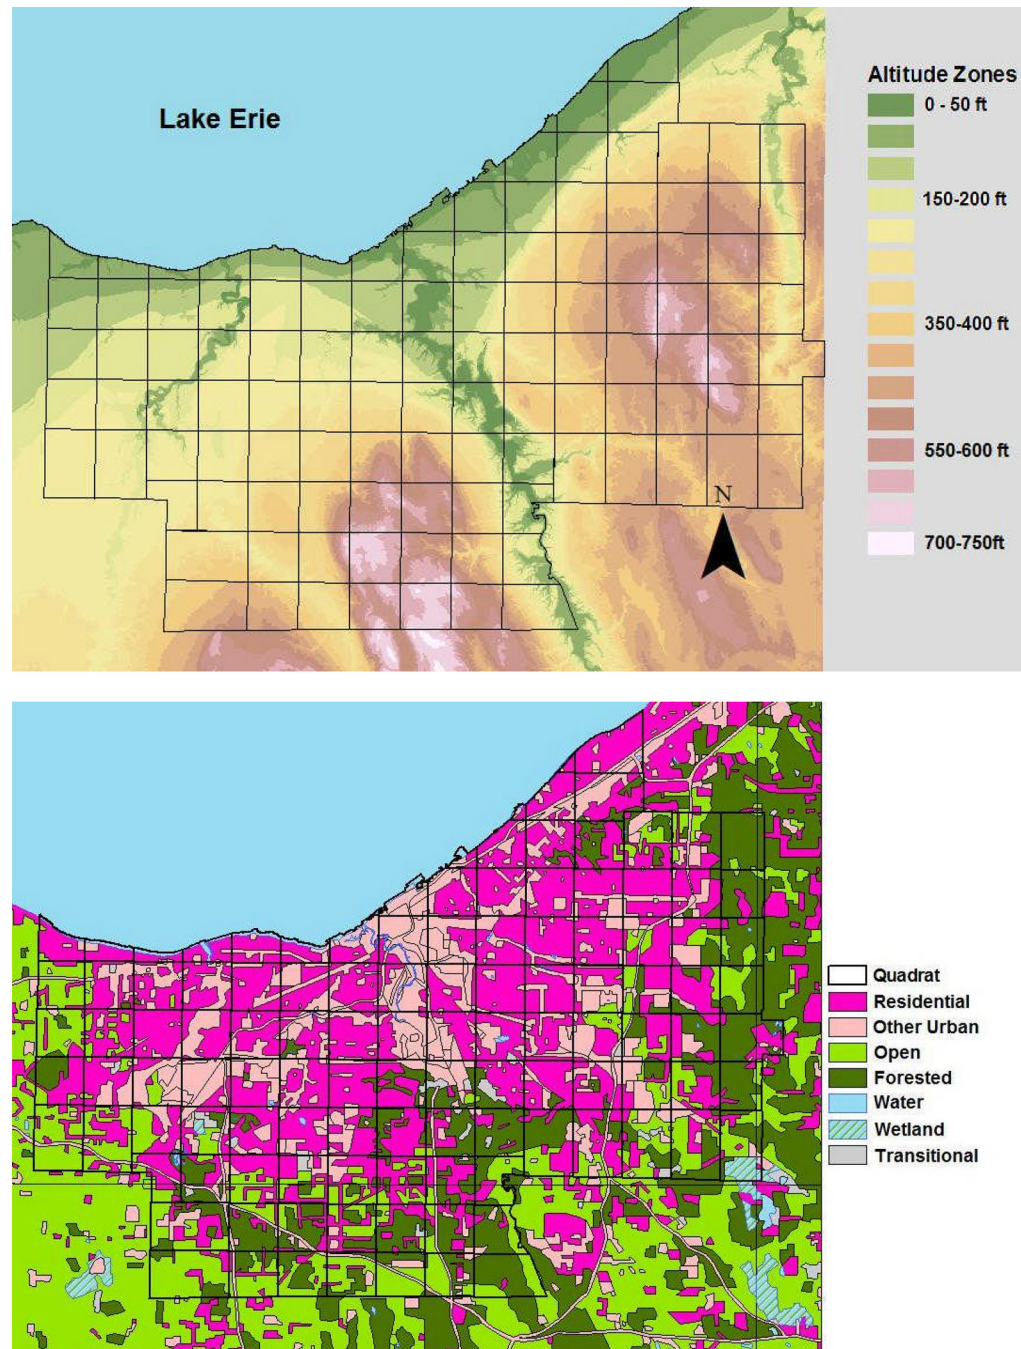 Lake Erie
Altitude Zones
0 - 50 ft
150-200 ft
350-400 ft
550-600 ft
700-750ft
N
Quadrat
Residential
Other Urban
Open
Forested
Water
Wetland
Transitional